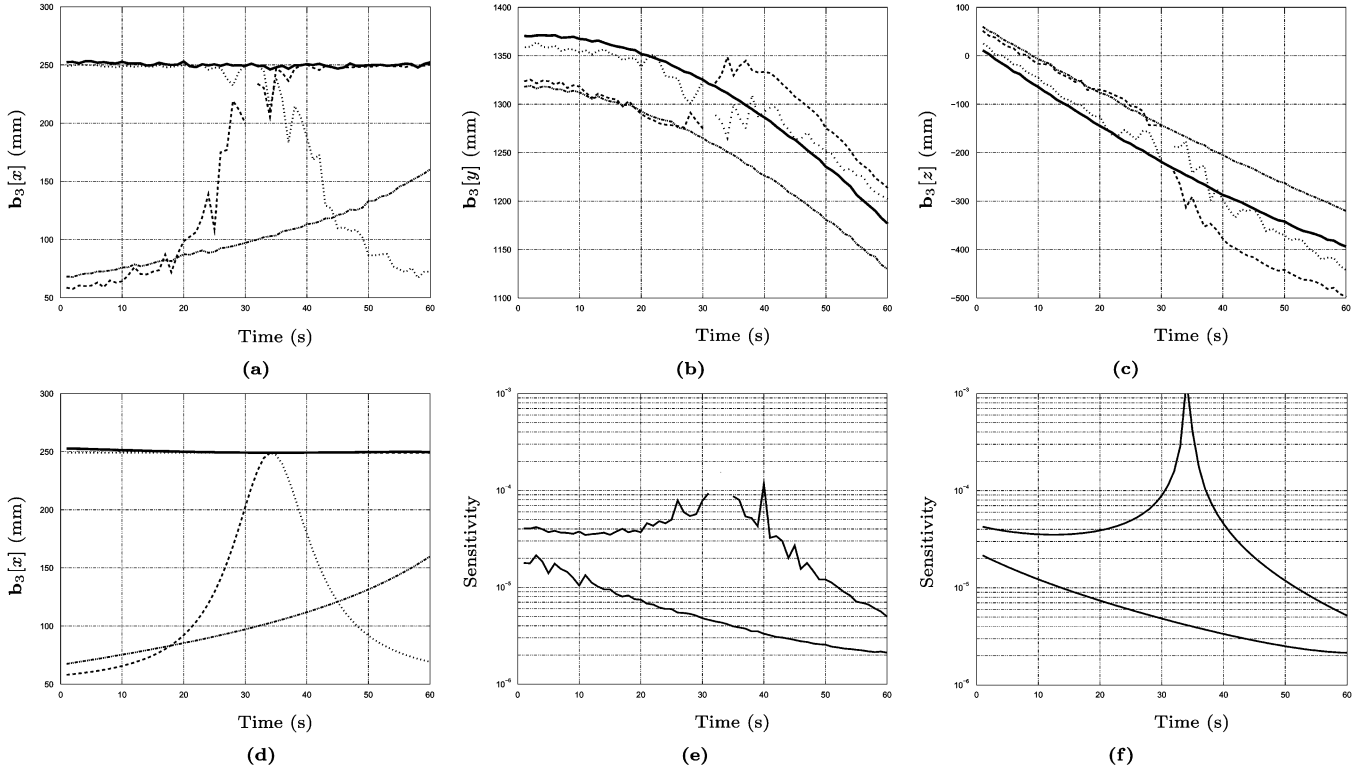 300
250
200
150
100
50
0 10 20 30 40 50 60
b₃[x] (mm)
Time (s)
(a)
1400
1350
1300
1250
1200
1150
1100
0 10 20 30 40 50 60
b₃[y] (mm)
Time (s)
(b)
100
0
−100
−200
−300
−400
−500
0 10 20 30 40 50 60
b₃[z] (mm)
Time (s)
(c)
300
250
200
150
100
50
0 10 20 30 40 50 60
b₃[x] (mm)
Time (s)
(d)
10⁻³
10⁻⁴
10⁻⁵
10⁻⁶
0 10 20 30 40 50 60
Sensitivity
Time (s)
(e)
10⁻³
10⁻⁴
10⁻⁵
10⁻⁶
0 10 20 30 40 50 60
Sensitivity
Time (s)
(f)